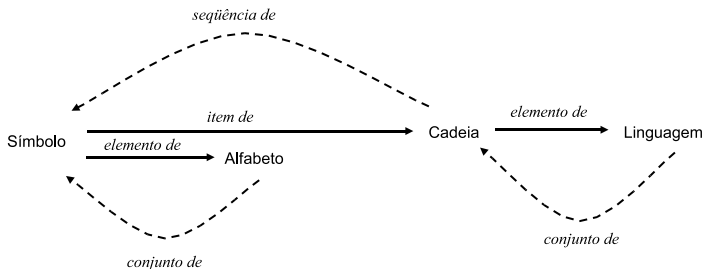 seqüência de
item de
elemento de
Símbolo
Cadeia
Linguagem
elemento de
Alfabeto
conjunto de
conjunto de